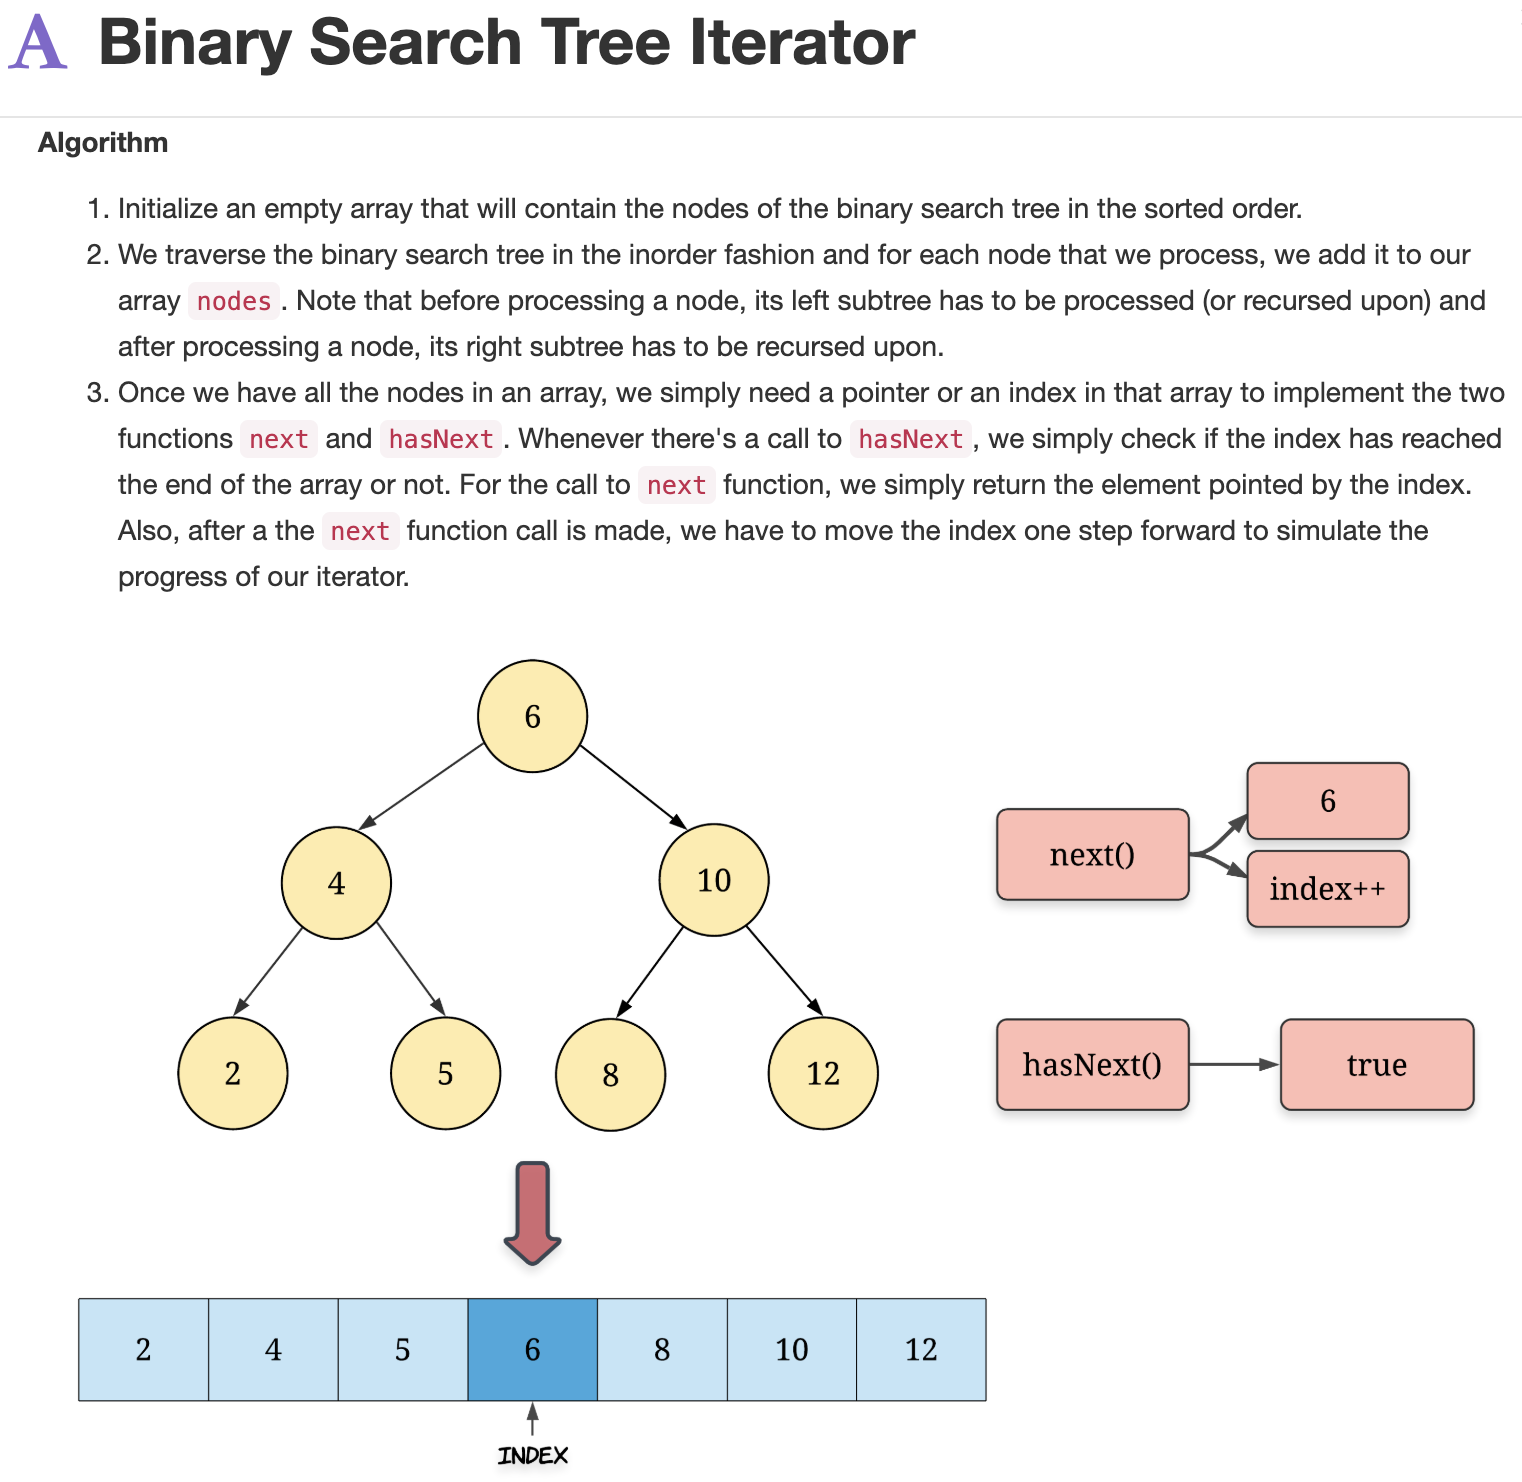 A Binary Search Tree Iterator
Algorithm
1. Initialize an empty array that will contain the nodes of the binary search tree in the sorted order.
2. We traverse the binary search tree in the inorder fashion and for each node that we process, we add it to our
array nodes . Note that before processing a node, its left subtree has to be processed (or recursed upon) and
after processing a node, its right subtree has to be recursed upon.
3. Once we have all the nodes in an array, we simply need a pointer or an index in that array to implement the two
functions next and hasNext . Whenever there's a call to hasNext , we simply check if the index has reached
the end of the array or not. For the call to next function, we simply return the element pointed by the index.
Also, after a the next function call is made, we have to move the index one step forward to simulate the
progress of our iterator.
6
4
10
2
5
8
12
next()
6
index++
hasNext()
true
2 4 5 6 8 10 12
INDEX